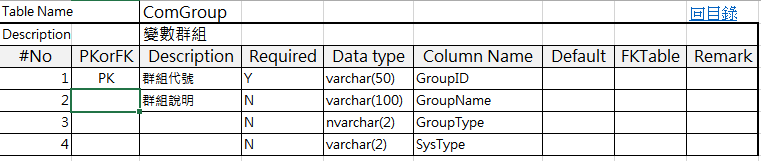 Table Name ComGroup 回目錄
Description 變數群組
#No PKorFK Description Required Data type Column Name Default FKTable Remark
1 PK 群組代號 Y varchar(50) GroupID
2 群組說明 N varchar(100) GroupName
3 N nvarchar(2) GroupType
4 N varchar(2) SysType